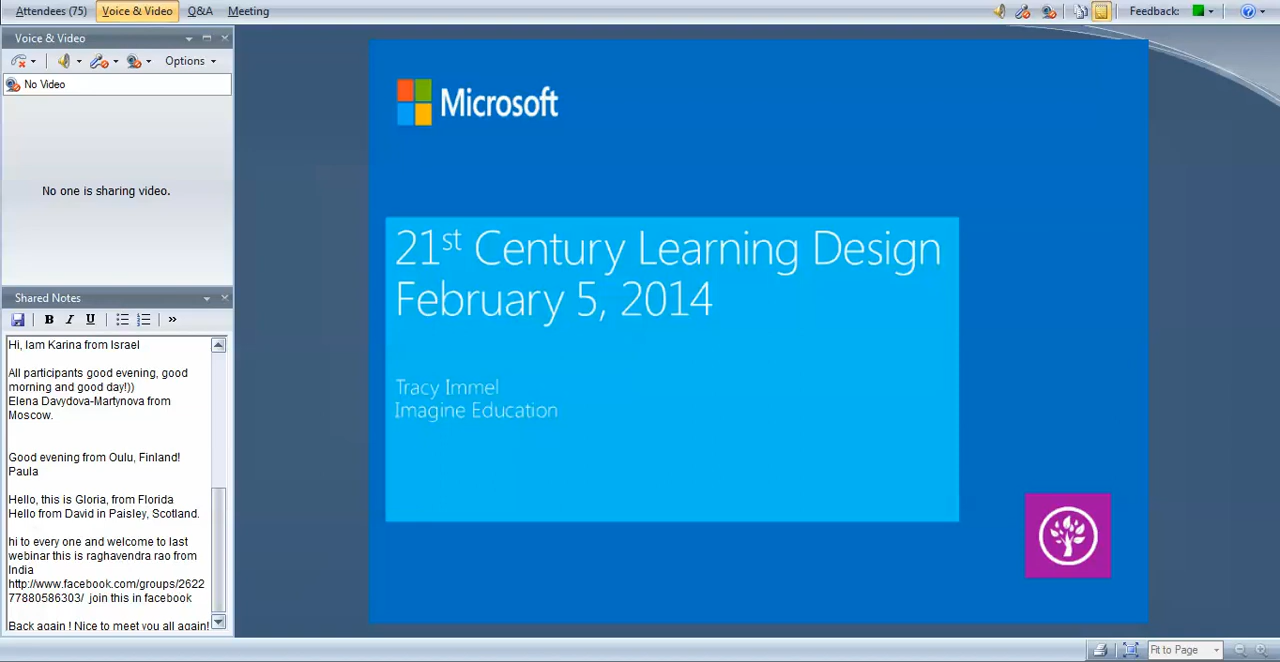 Attendees (75) Voice & Video Q&A Meeting Feedback:
Voice & Video
Options
No Video
No one is sharing video.
Shared Notes
B I U
Hi, Iam Karina from Israel
All participants good evening, good
morning and good day!))
Elena Davydova-Martynova from
Moscow.
Good evening from Oulu, Finland!
Paula
Hello, this is Gloria, from Florida
Hello from David in Paisley, Scotland.
hi to every one and welcome to last
webinar this is raghavendra rao from
India
http://www.facebook.com/groups/2622
77880586303/ join this in facebook
Back again ! Nice to meet you all again!
Microsoft
21st Century Learning Design
February 5, 2014
Tracy Immel
Imagine Education
Fit to Page